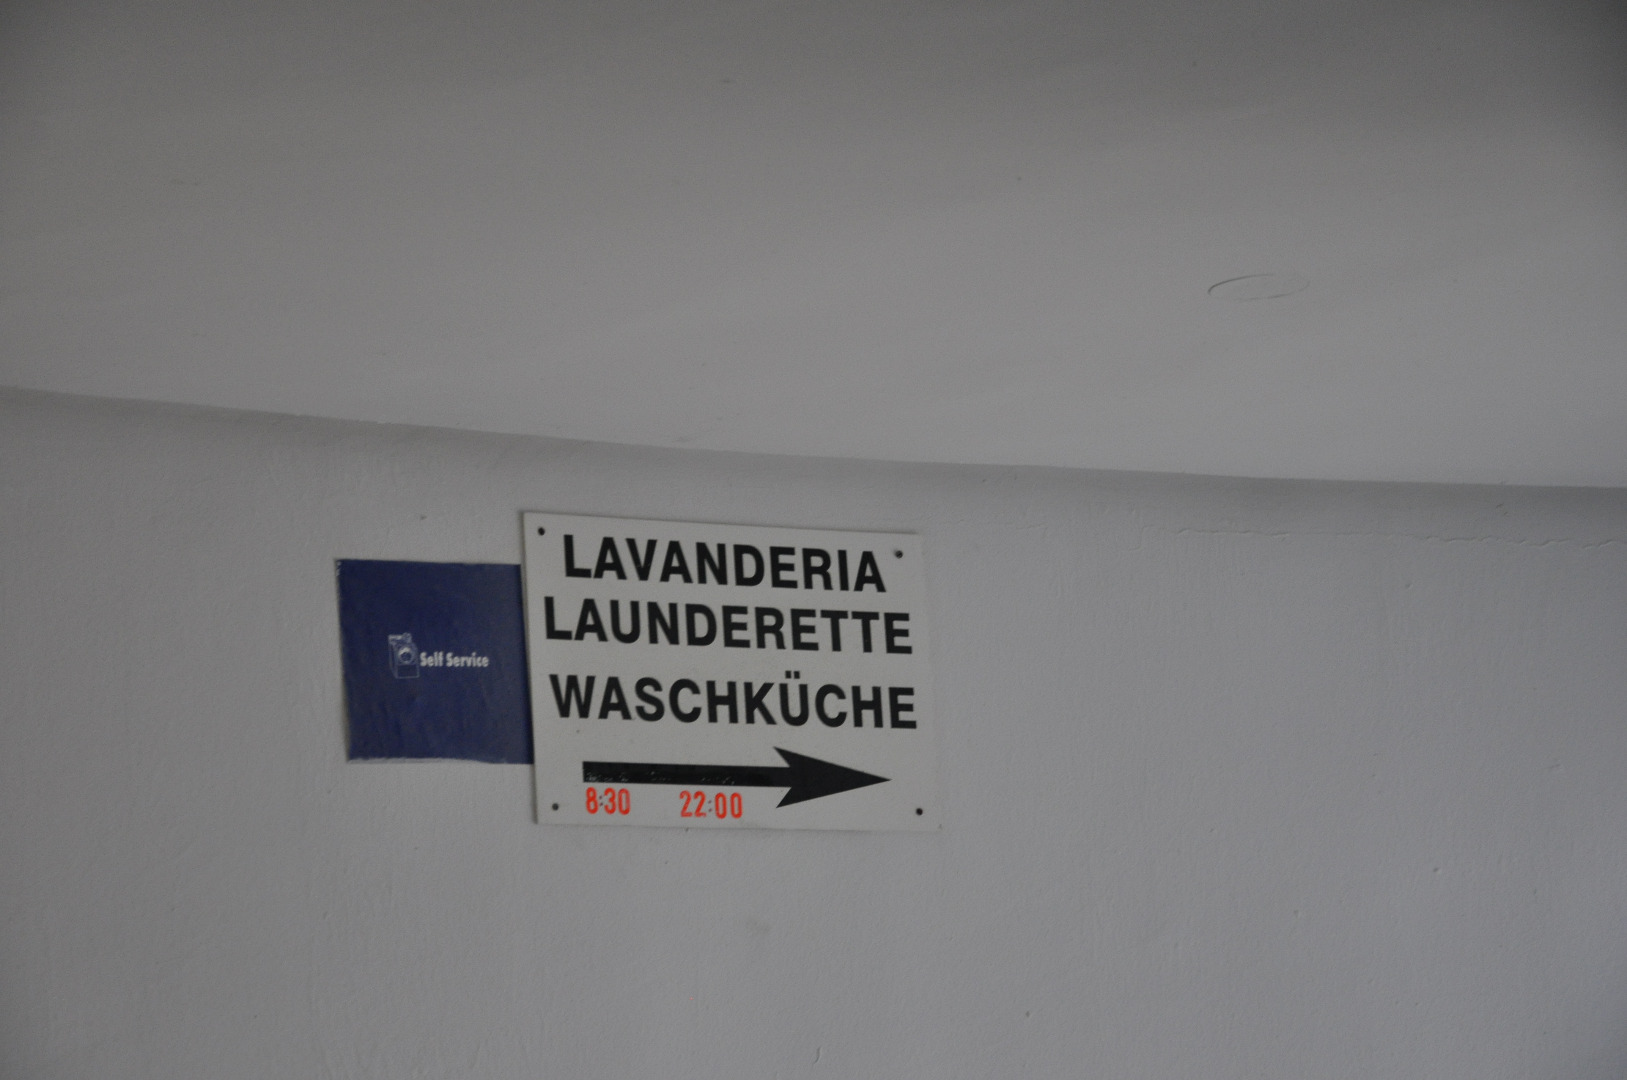 Self Service
LAVANDERIA
LAUNDERETTE
WASCHKÜCHE
8:30 22:00